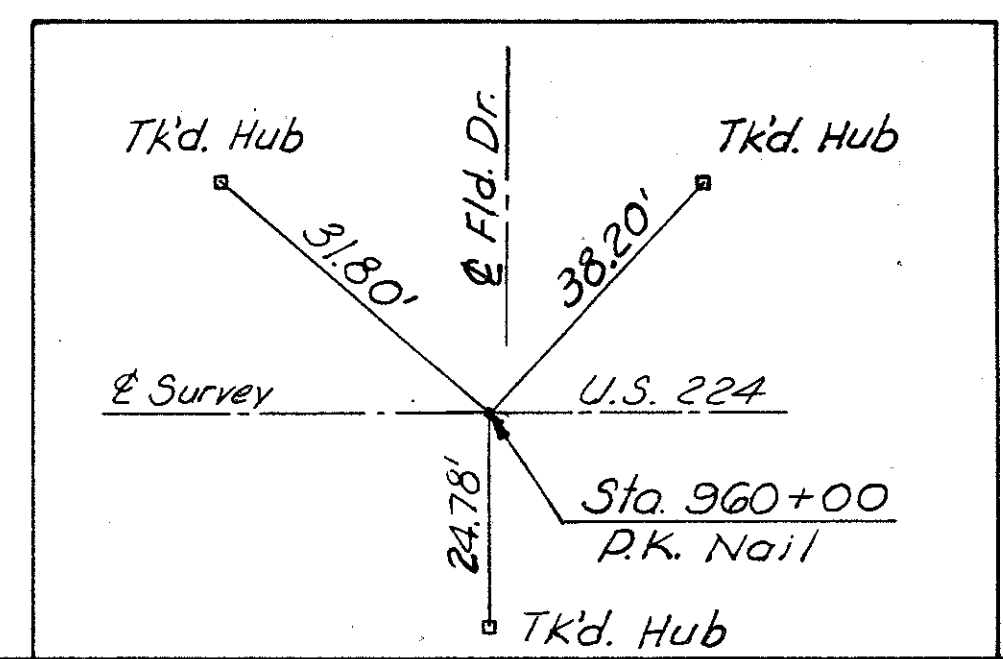 Tk'd. Hub
℄ Fld. Dr.
Tk'd. Hub
31.80'
38.20'
℄ Survey
U.S. 224
24.78'
Sta. 960+00
P.K. Nail
Tk'd. Hub